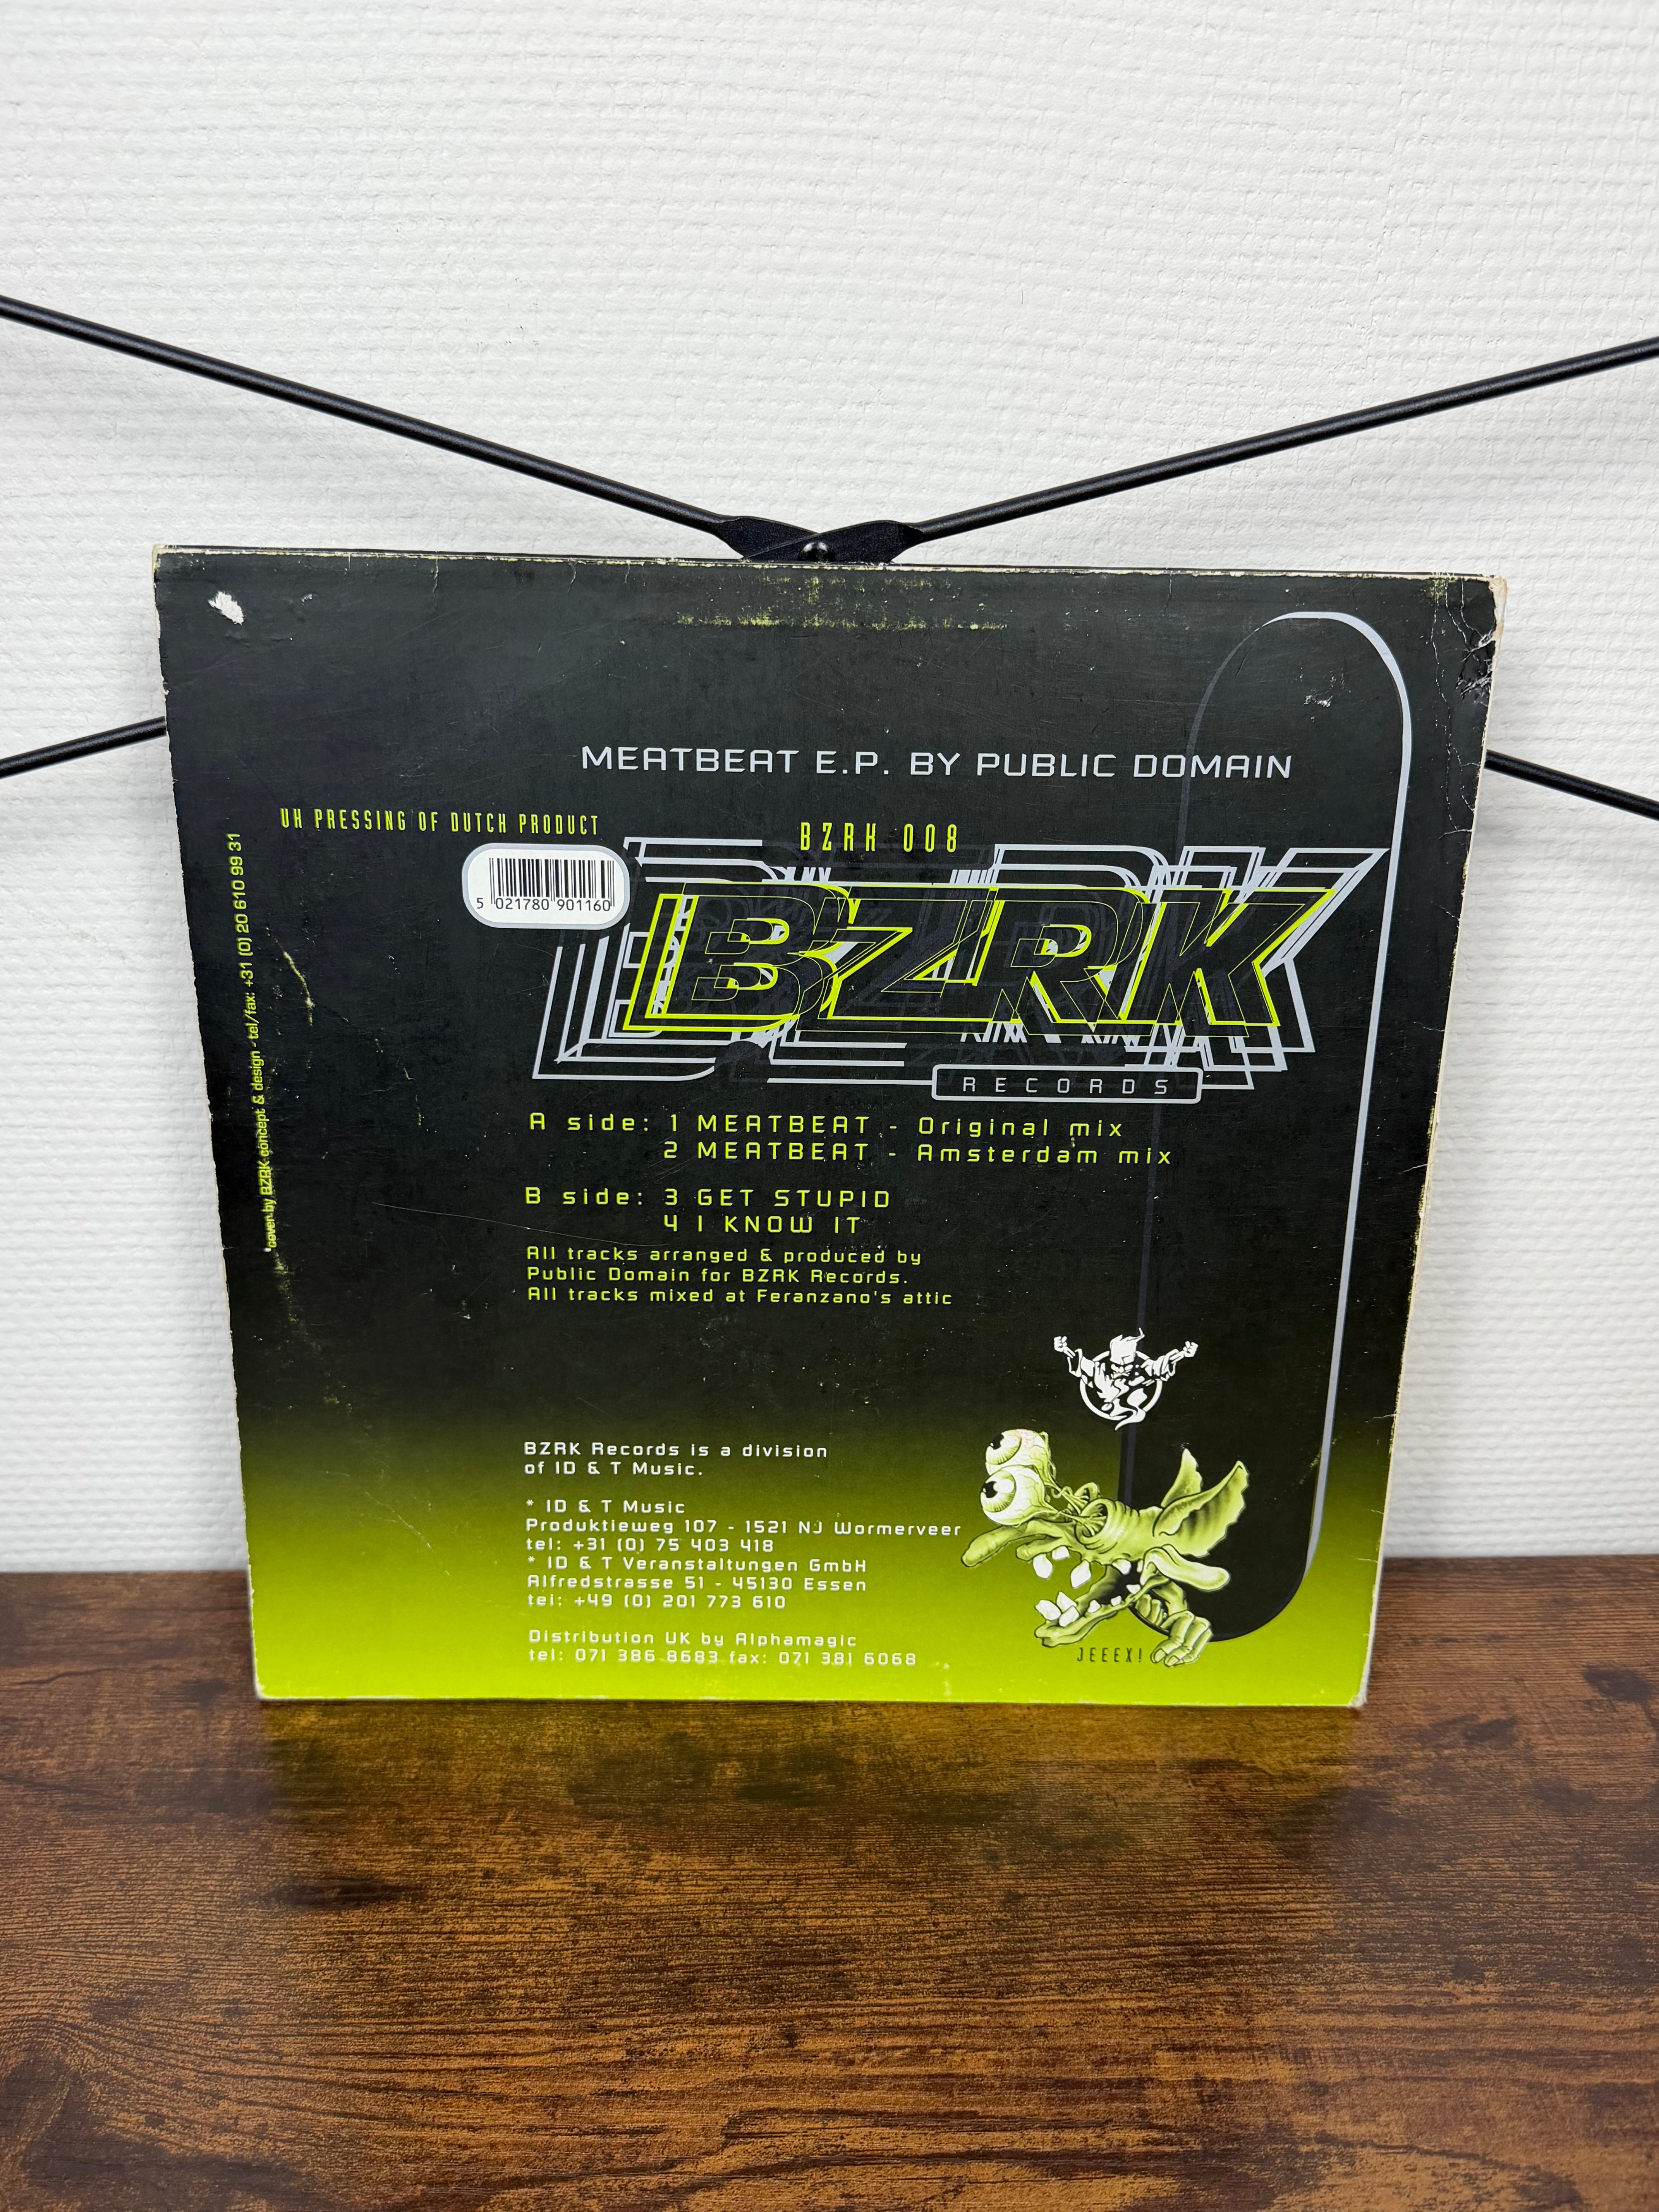 MEATBEAT E.P. BY PUBLIC DOMAIN
UK PRESSING OF DUTCH PRODUCT
BZRK 008
5 021780 901160
BZRK
RECORDS
A side: 1 MEATBEAT - Original mix
2 MEATBEAT - Amsterdam mix
B side: 3 GET STUPID
4 I KNOW IT
All tracks arranged & produced by
Public Domain for BZRK Records.
All tracks mixed at Feranzano's attic
cover by BZRK concept & design - tel/fax: +31 (0) 20 610 99 31
BZRK Records is a division
of ID & T Music.
* ID & T Music
Produktieweg 107 - 1521 NJ Wormerveer
tel: +31 (0) 75 403 418
* ID & T Veranstaltungen GmbH
Alfredstrasse 51 - 45130 Essen
tel: +49 (0) 201 773 610
Distribution UK by Alphamagic
tel: 071 386 8683 fax: 071 381 6068
JEEEX!